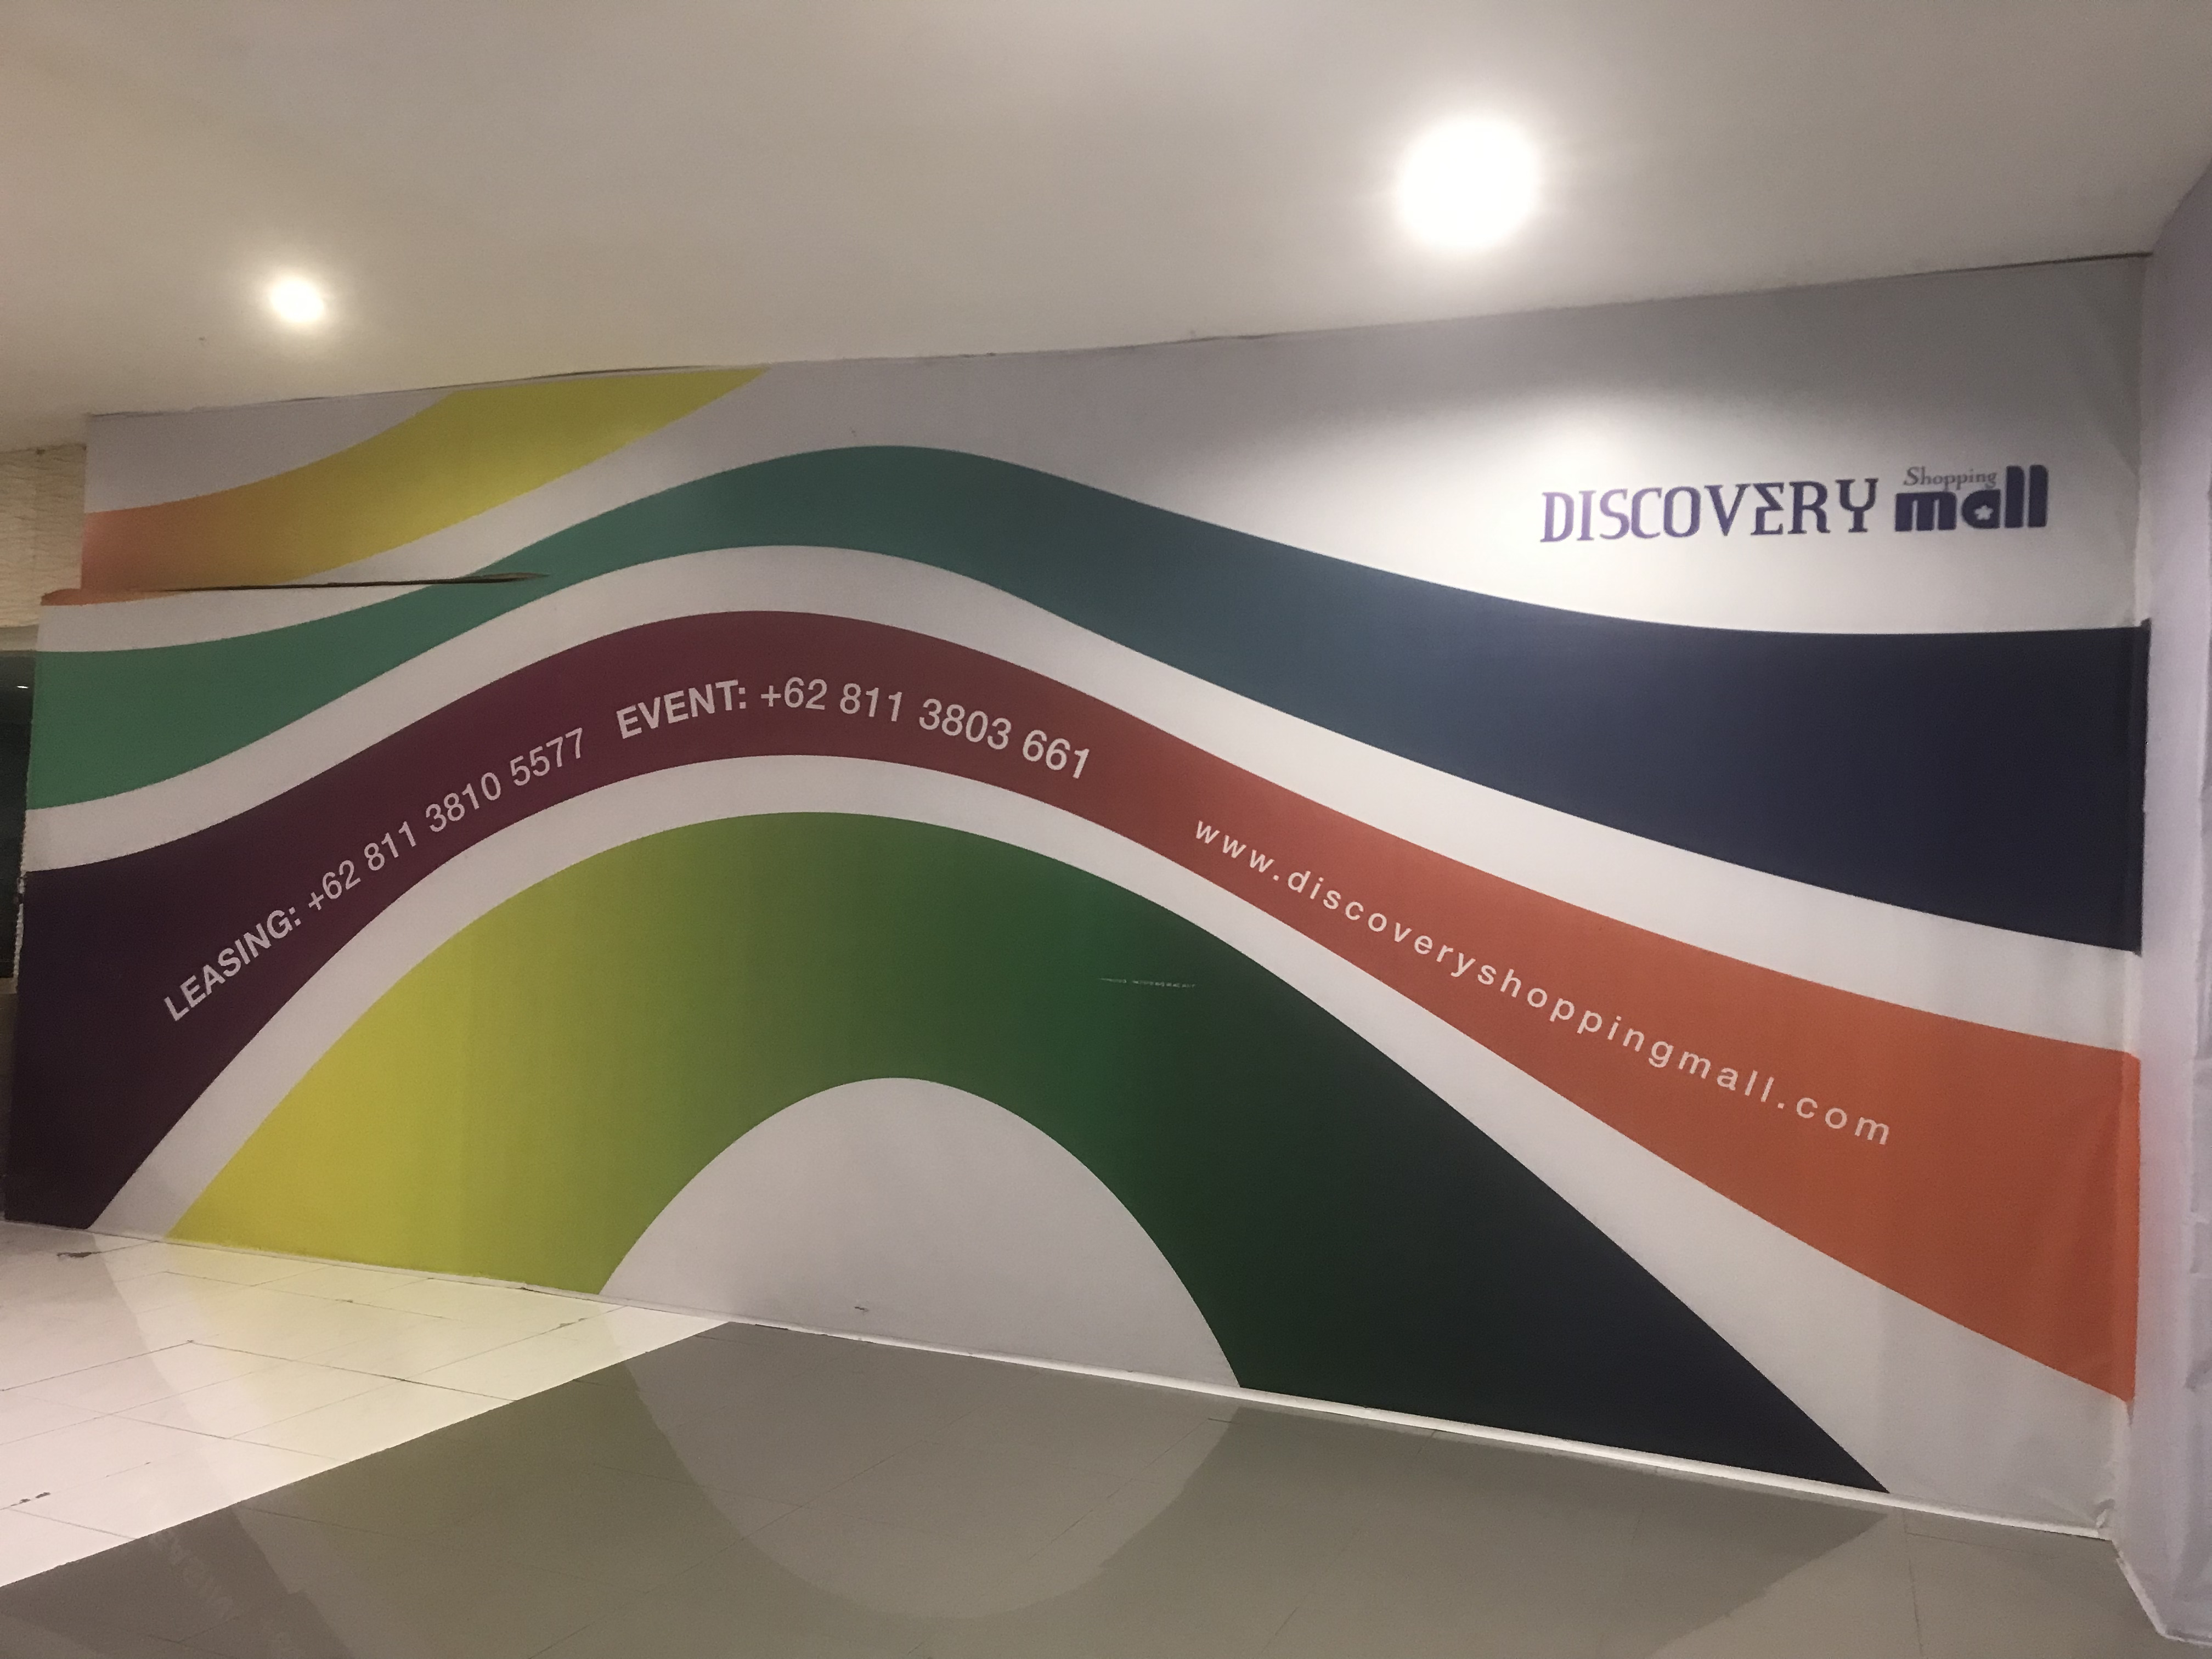 DISCOVERY Shopping mall
LEASING: +62 811 3810 5577 EVENT: +62 811 3803 661
www.discoveryshoppingmall.com